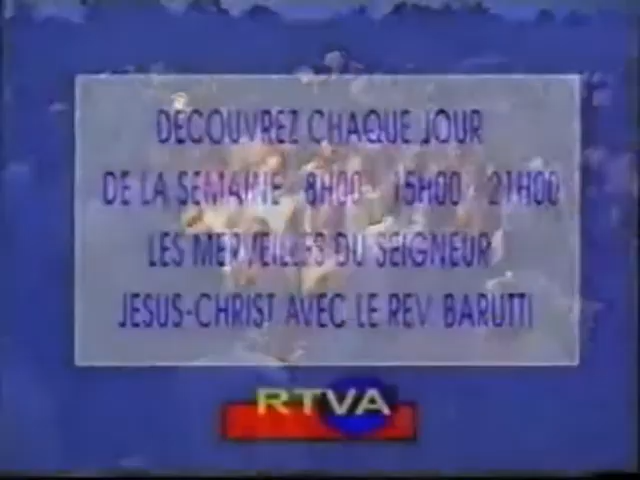 DECOUVREZ CHAQUE JOUR
DE LA SEMAINE 8H00 - 15H00 - 21H00
LES MERVEILLES DU SEIGNEUR
JESUS-CHRIST AVEC LE REV. BARUTTI
RTVA